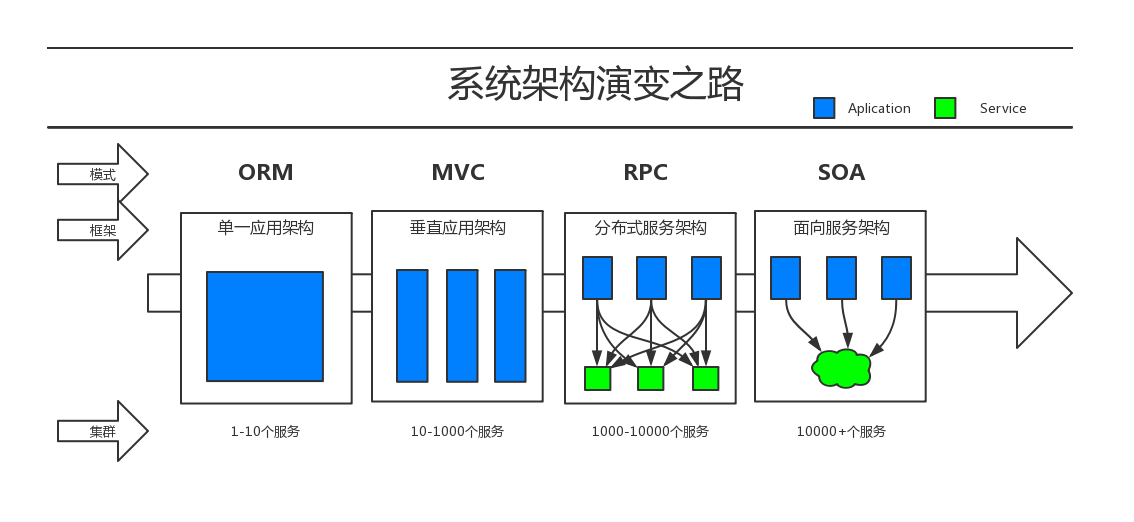 系统架构演变之路
Aplication
Service
模式
ORM
MVC
RPC
SOA
框架
单一应用架构
垂直应用架构
分布式服务架构
面向服务架构
集群
1-10个服务
10-1000个服务
1000-10000个服务
10000+个服务